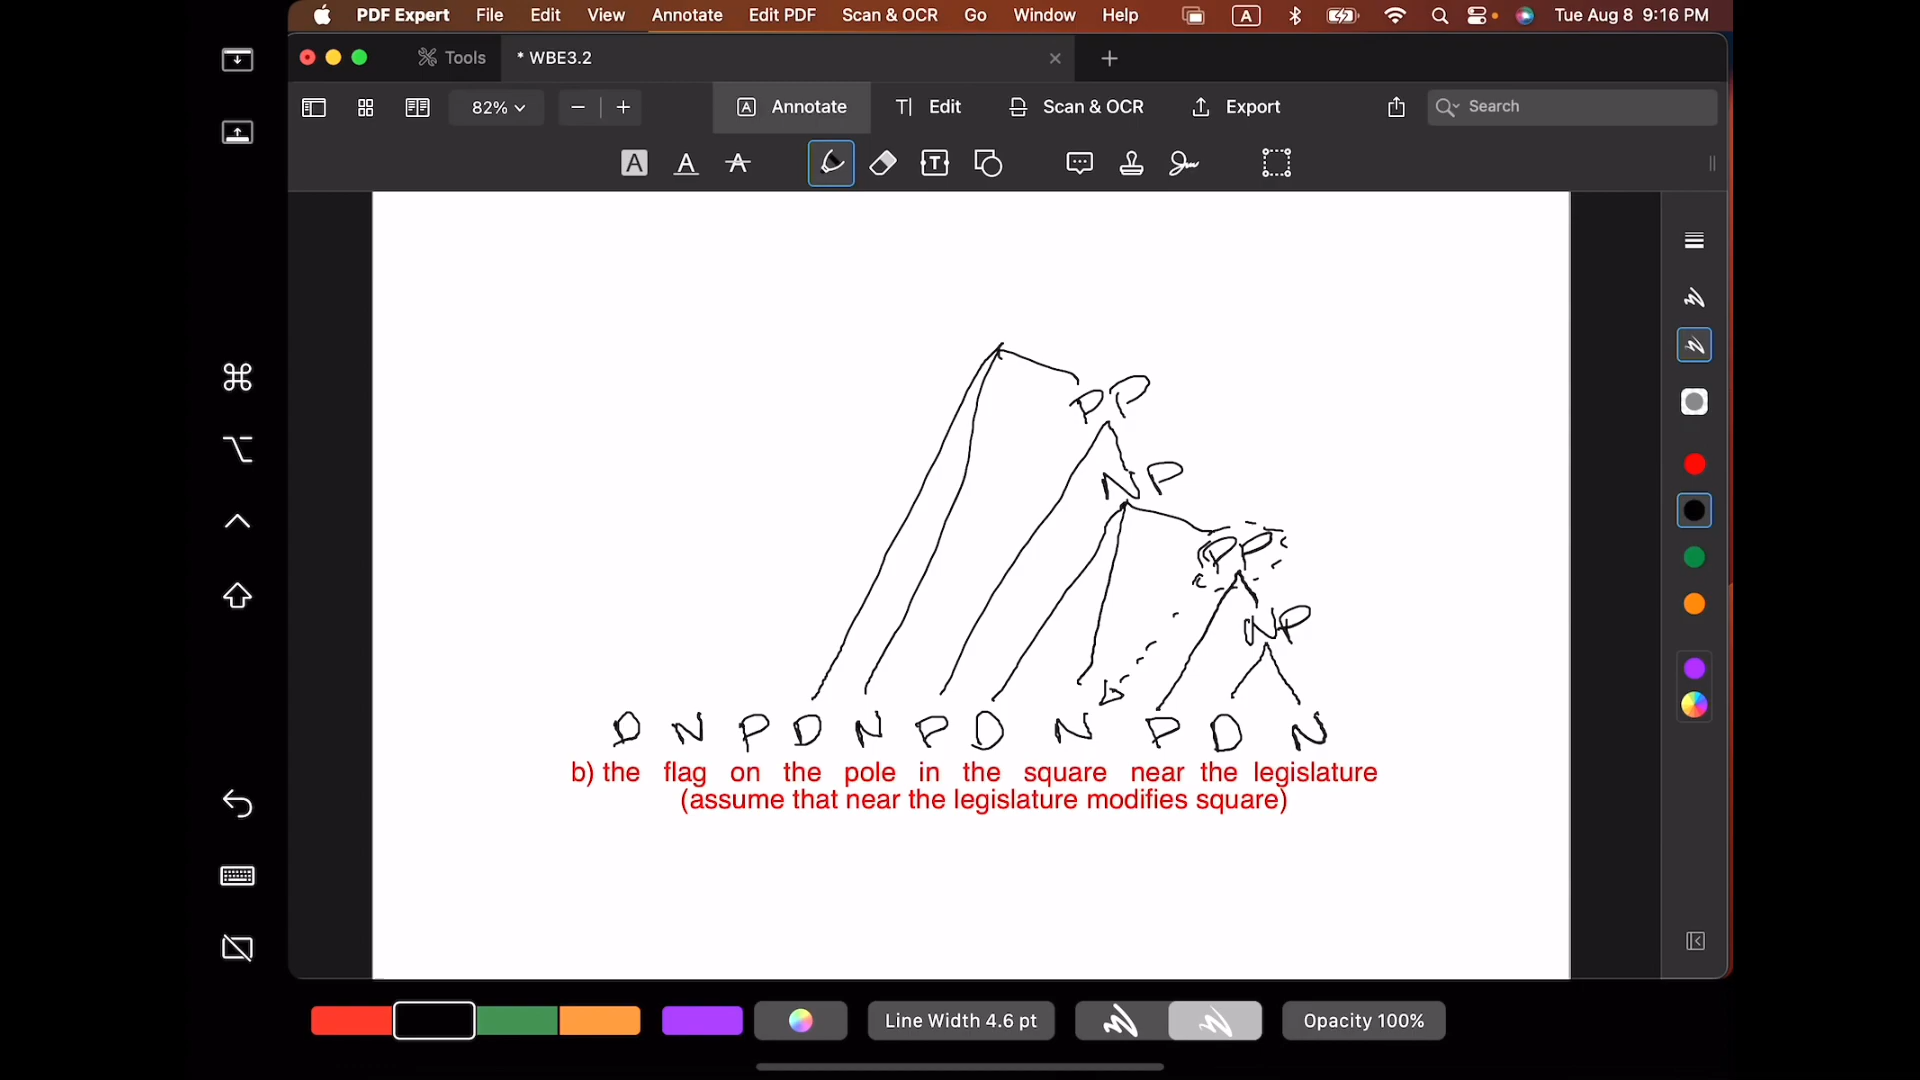 PDF Expert File Edit View Annotate Edit PDF Scan & OCR Go Window Help A Tue Aug 8 9:16 PM
Tools * WBE3.2
82% Annotate Edit Scan & OCR Export Search
A A A T
PP
NP
PP
NP
D N P D N P D N P D N
b) the flag on the pole in the square near the legislature
(assume that near the legislature modifies square)
Line Width 4.6 pt Opacity 100%